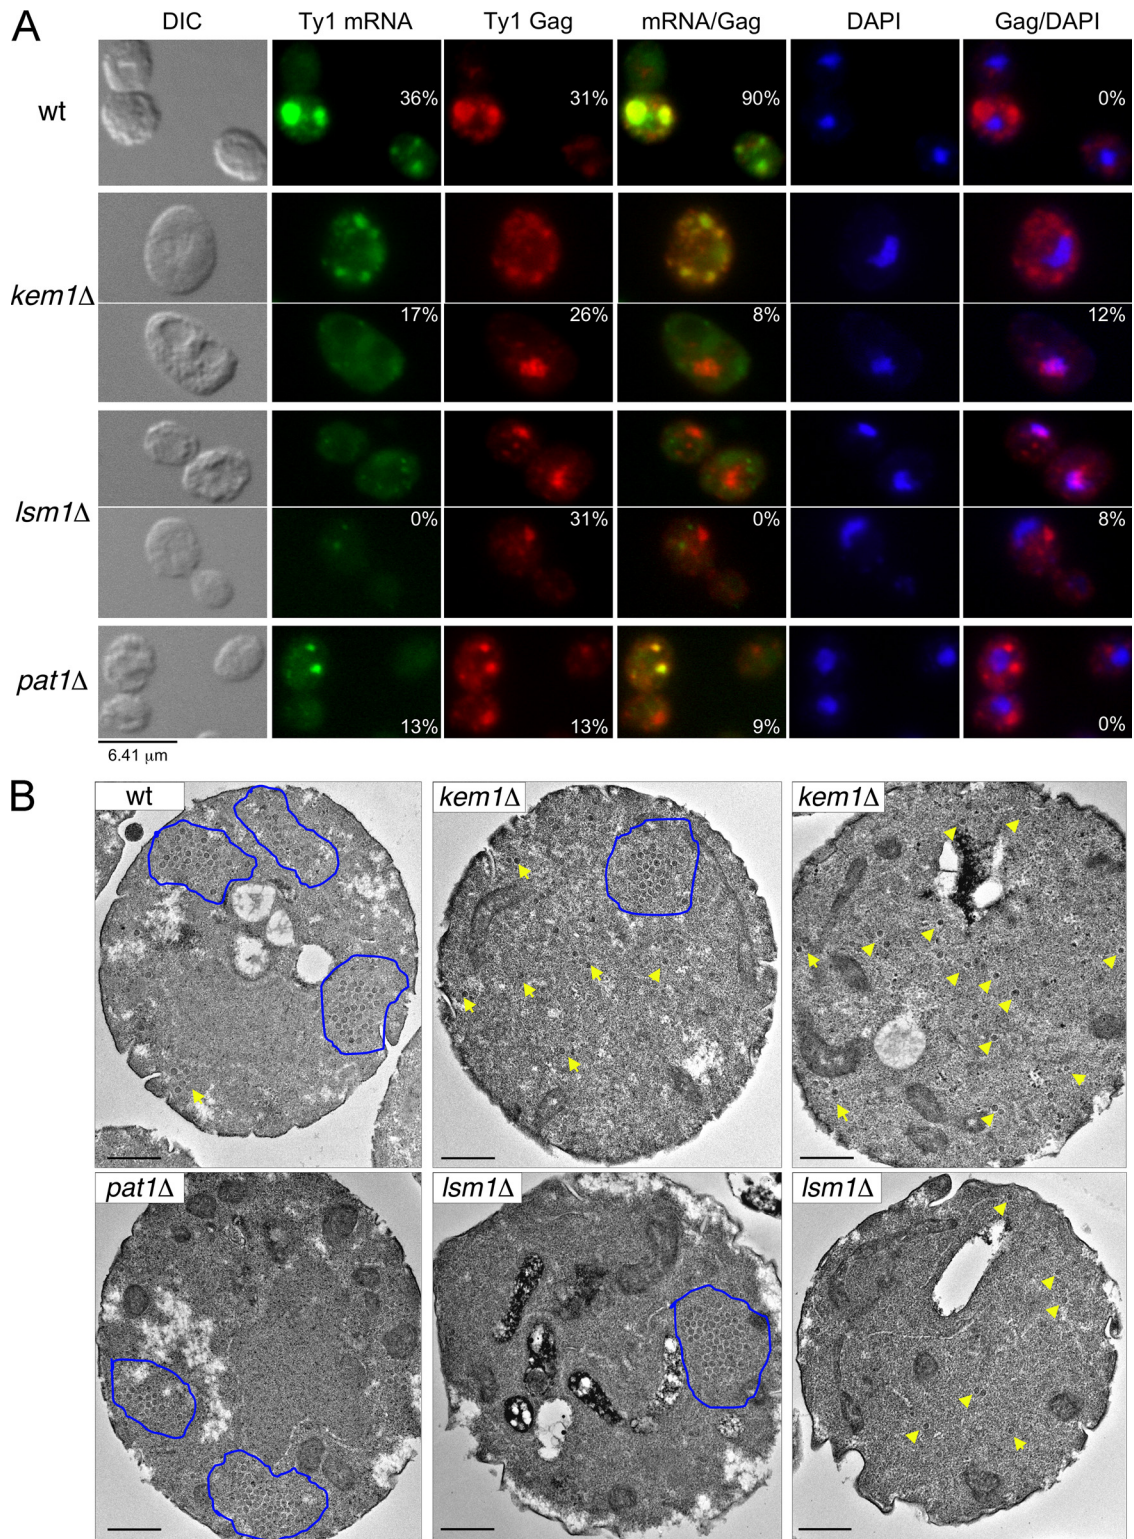 A
DIC Ty1 mRNA Ty1 Gag mRNA/Gag DAPI Gag/DAPI
wt 36% 31% 90% 0%
kem1Δ
17% 26% 8% 12%
lsm1Δ
0% 31% 0% 8%
pat1Δ
13% 13% 9% 0%
6.41 μm
B
wt kem1Δ kem1Δ
pat1Δ lsm1Δ lsm1Δ